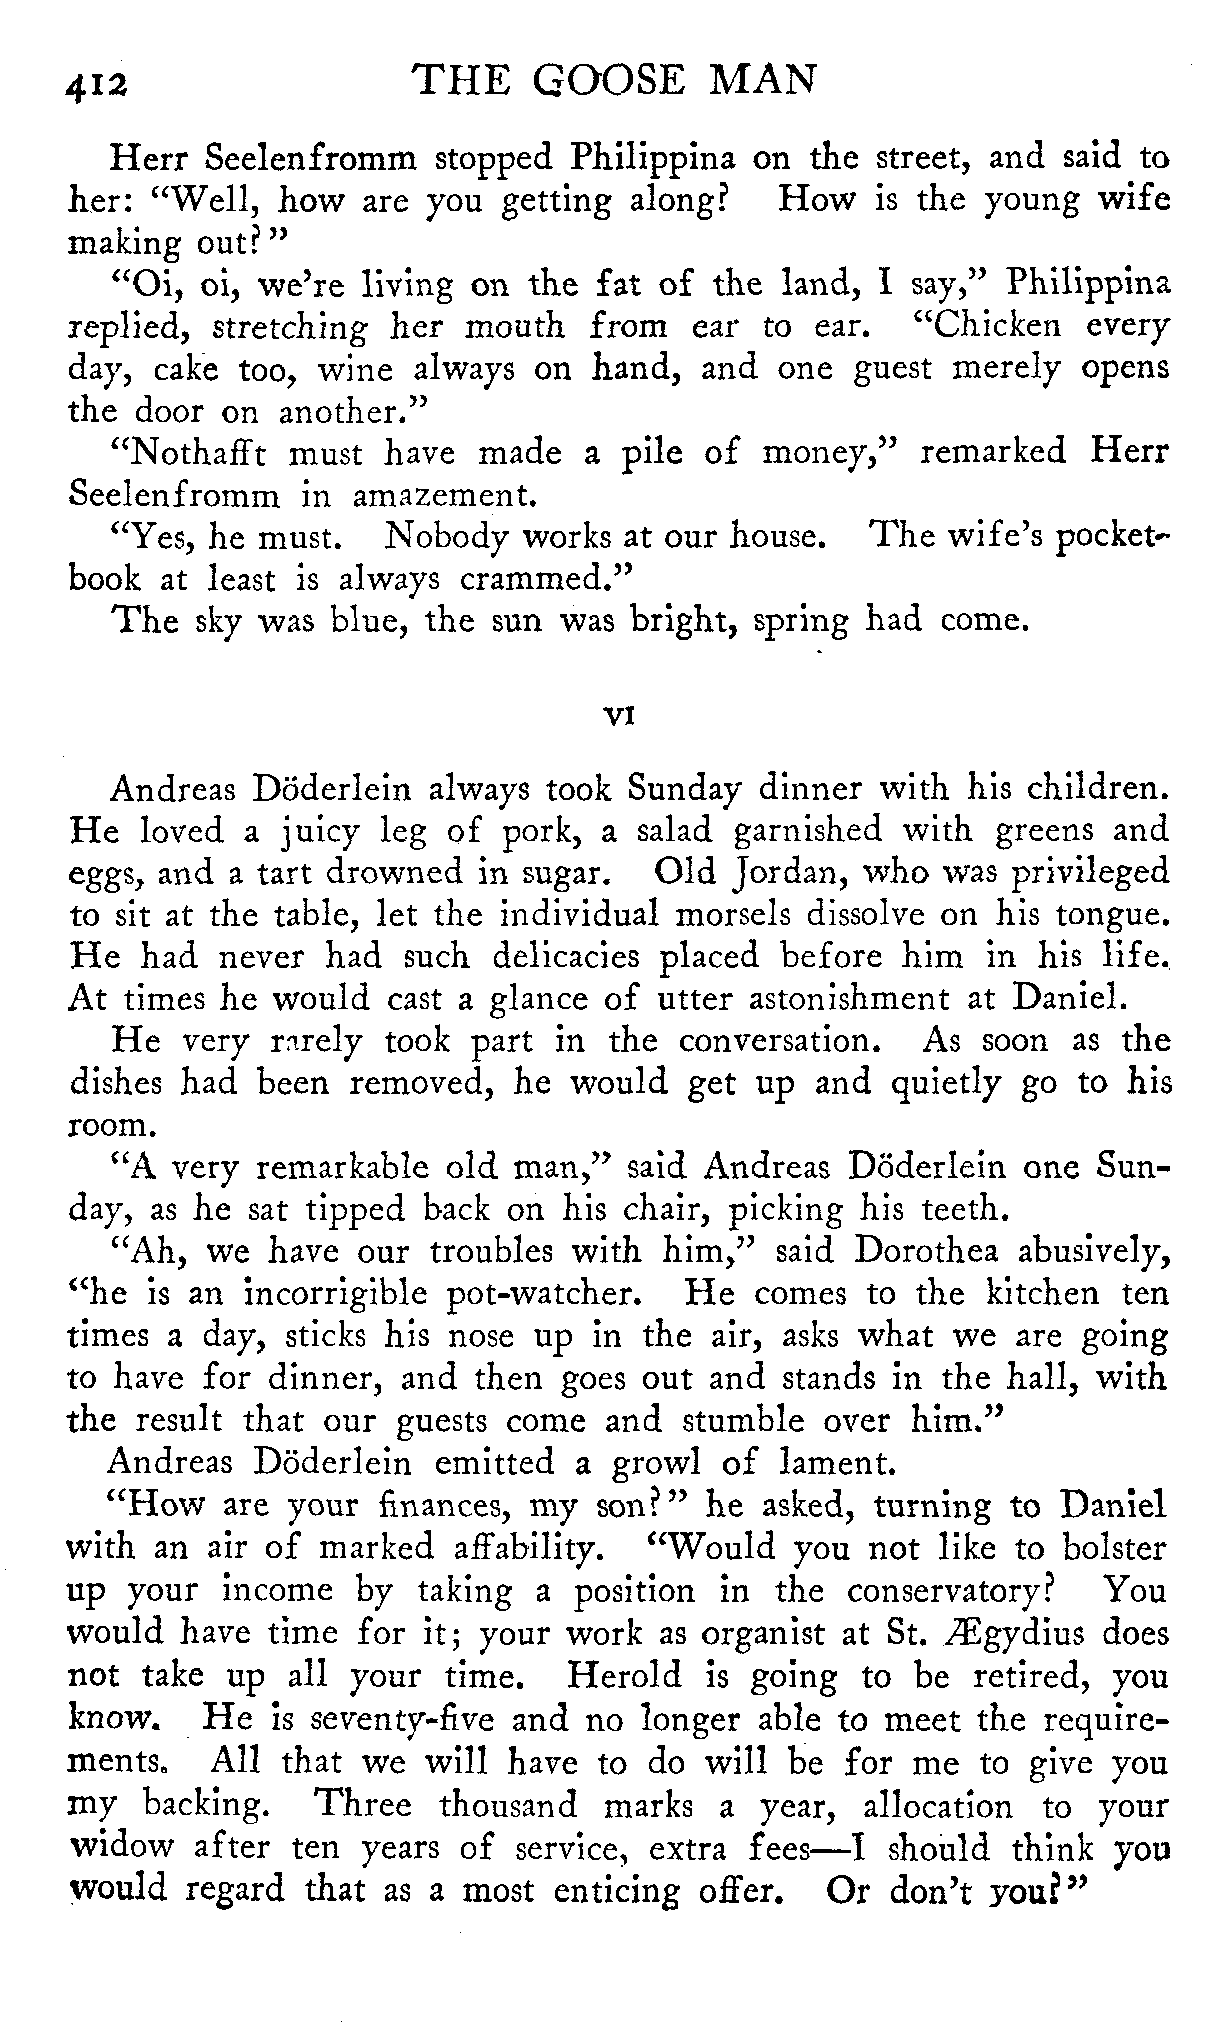 412 THE GOOSE MAN
Herr Seelenfromm stopped Philippina on the street, and said to
her: “Well, how are you getting along? How is the young wife
making out?”
“Oi, oi, we’re living on the fat of the land, I say,” Philippina
replied, stretching her mouth from ear to ear. “Chicken every
day, cake too, wine always on hand, and one guest merely opens
the door on another.”
“Nothafft must have made a pile of money,” remarked Herr
Seelenfromm in amazement.
“Yes, he must. Nobody works at our house. The wife’s pocket-
book at least is always crammed.”
The sky was blue, the sun was bright, spring had come.
VI
Andreas Döderlein always took Sunday dinner with his children.
He loved a juicy leg of pork, a salad garnished with greens and
eggs, and a tart drowned in sugar. Old Jordan, who was privileged
to sit at the table, let the individual morsels dissolve on his tongue.
He had never had such delicacies placed before him in his life.
At times he would cast a glance of utter astonishment at Daniel.
He very rarely took part in the conversation. As soon as the
dishes had been removed, he would get up and quietly go to his
room.
“A very remarkable old man,” said Andreas Döderlein one Sun-
day, as he sat tipped back on his chair, picking his teeth.
“Ah, we have our troubles with him,” said Dorothea abusively,
“he is an incorrigible pot-watcher. He comes to the kitchen ten
times a day, sticks his nose up in the air, asks what we are going
to have for dinner, and then goes out and stands in the hall, with
the result that our guests come and stumble over him.”
Andreas Döderlein emitted a growl of lament.
“How are your finances, my son?” he asked, turning to Daniel
with an air of marked affability. “Would you not like to bolster
up your income by taking a position in the conservatory? You
would have time for it; your work as organist at St. Ægydius does
not take up all your time. Herold is going to be retired, you
know. He is seventy-five and no longer able to meet the require-
ments. All that we will have to do will be for me to give you
my backing. Three thousand marks a year, allocation to your
widow after ten years of service, extra fees—I should think you
would regard that as a most enticing offer. Or don’t you?”